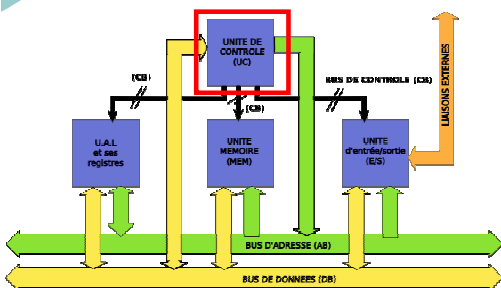 UNITE DE
CONTROLE
(UC)
(CB)
(CB)
BUS DE CONTROLE (CB)
LIAISONS EXTERNES
U.A.L
et ses
registres
UNITE
MEMOIRE
(MEM)
UNITE
d'entrée/sortie
(E/S)
BUS D'ADRESSE (AB)
BUS DE DONNEES (DB)